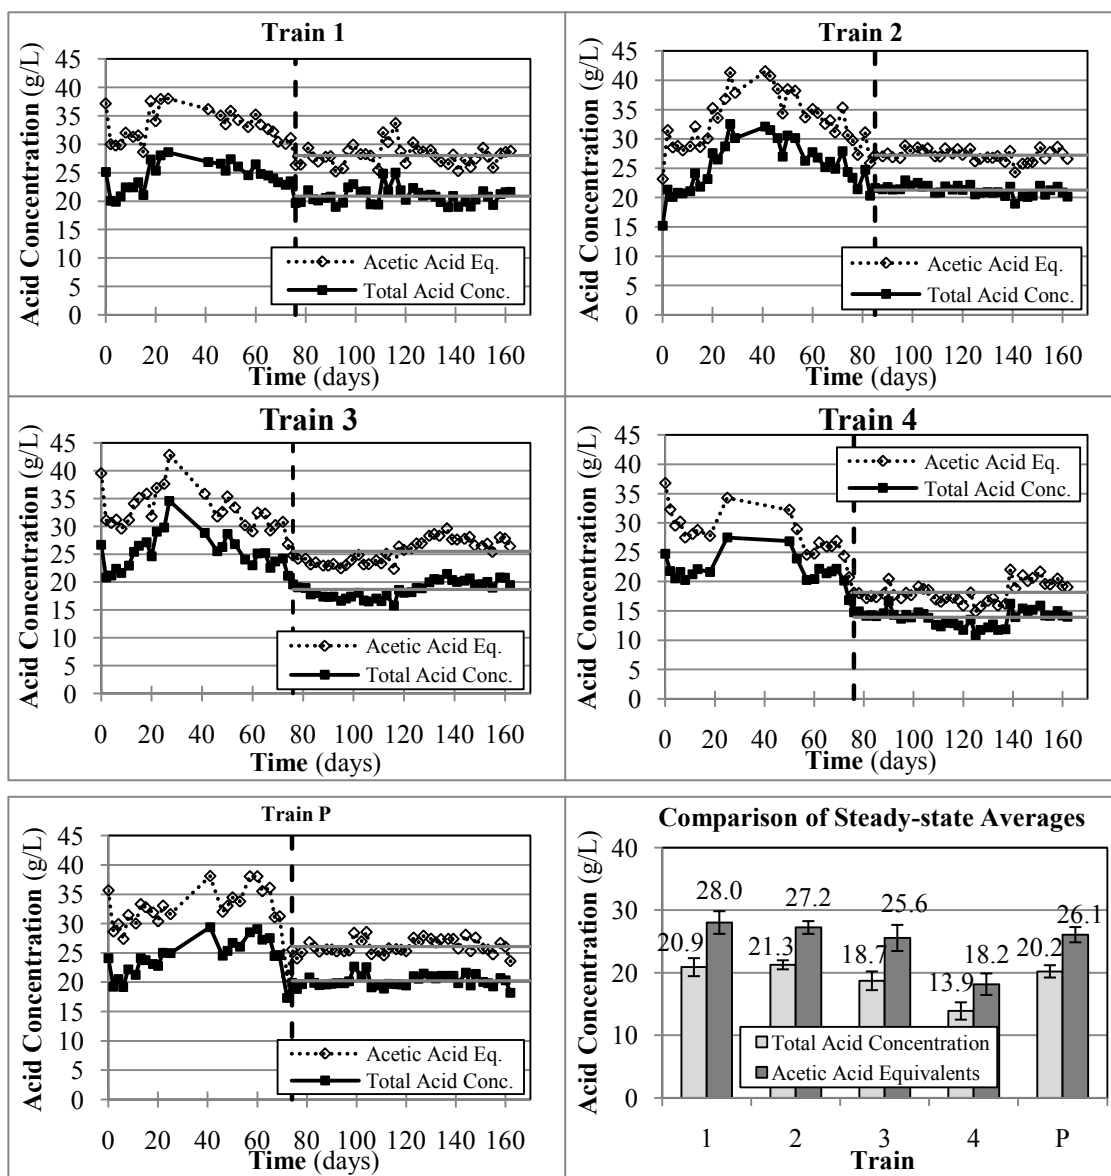 Train 1
Acid Concentration (g/L)
45
40
35
30
25
20
15
10
5
0
Acetic Acid Eq.
Total Acid Conc.
0 20 40 60 80 100 120 140 160
Time (days)
Train 2
Acid Concentration (g/L)
45
40
35
30
25
20
15
10
5
0
Acetic Acid Eq.
Total Acid Conc.
0 20 40 60 80 100 120 140 160
Time (days)
Train 3
Acid Concentration (g/L)
45
40
35
30
25
20
15
10
5
0
Acetic Acid Eq.
Total Acid Conc.
0 20 40 60 80 100 120 140 160
Time (days)
Train 4
Acid Concentration (g/L)
45
40
35
30
25
20
15
10
5
0
Acetic Acid Eq.
Total Acid Conc.
0 20 40 60 80 100 120 140 160
Time (days)
Train P
Acid Concentration (g/L)
45
40
35
30
25
20
15
10
5
0
Acetic Acid Eq.
Total Acid Conc.
0 20 40 60 80 100 120 140 160
Time (days)
Comparison of Steady-state Averages
Acid Concentration (g/L)
40
30
20
10
0
28.0 27.2 25.6 18.2 26.1
20.9 21.3 18.7 13.9 20.2
Total Acid Concentration
Acetic Acid Equivalents
1 2 3 4 P
Train